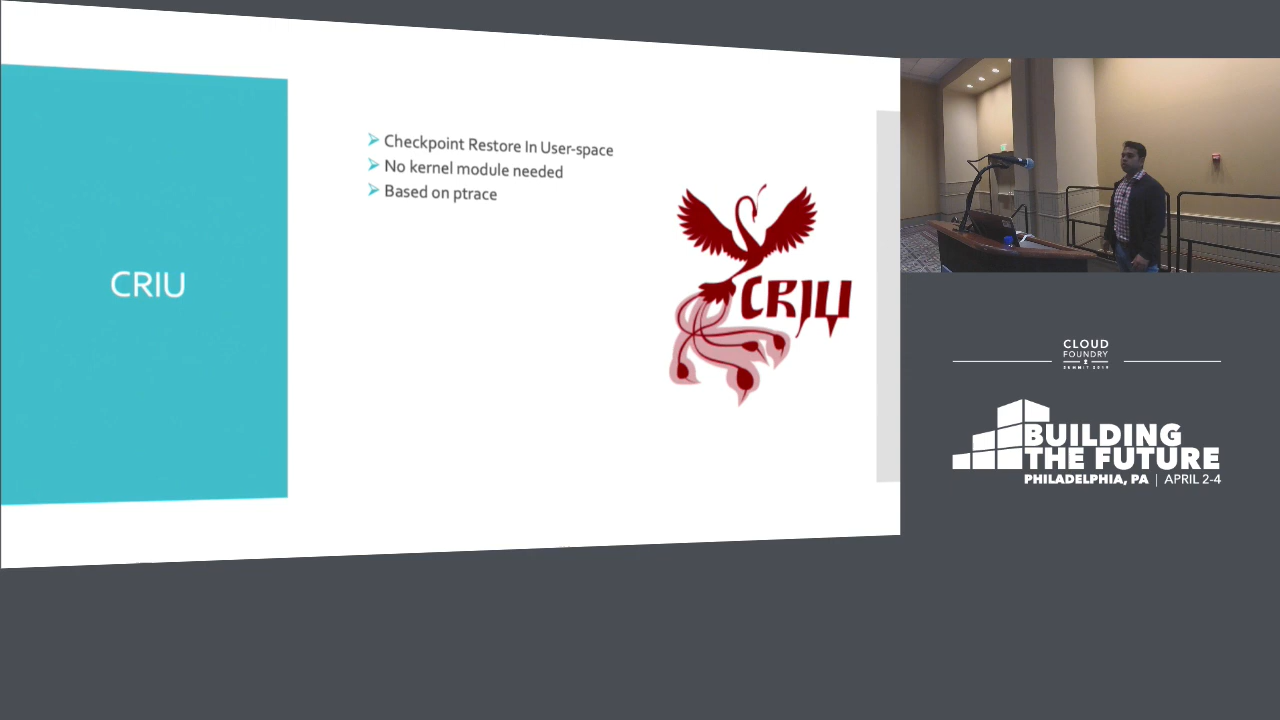 CRIU
Checkpoint Restore In User-space
No kernel module needed
Based on ptrace
CRIU
CLOUD
FOUNDRY
SUMMIT 2019
BUILDING
THE FUTURE
PHILADELPHIA, PA | APRIL 2-4